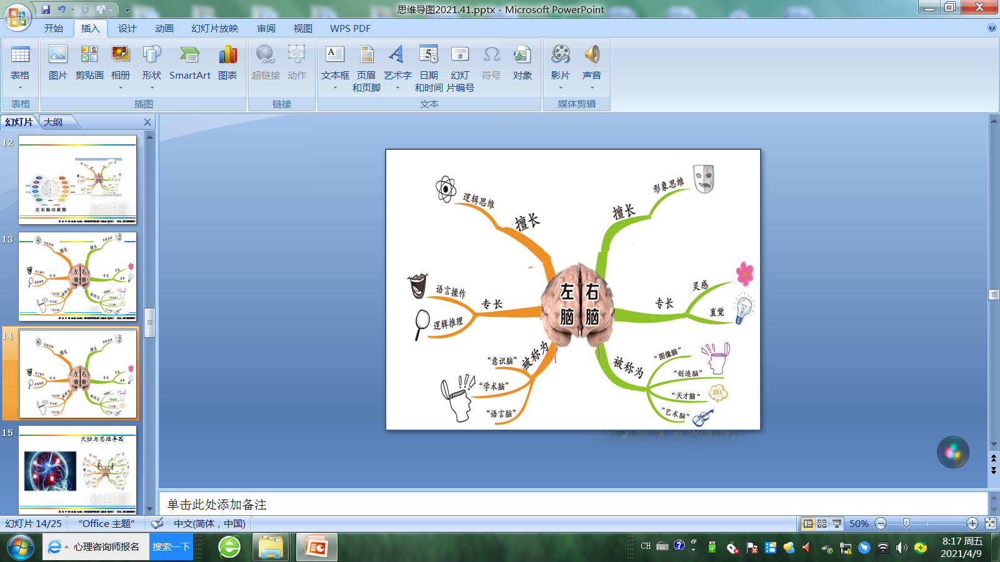 思维导图2021.41.pptx - Microsoft PowerPoint
开始 插入 设计 动画 幻灯片放映 审阅 视图 WPS PDF
表格 图片 剪贴画 相册 形状 SmartArt 图表 超链接 动作 文本框 页眉和页脚 艺术字 日期和时间 幻灯片编号 符号 对象 影片 声音
表格 插图 链接 文本 媒体剪辑
幻灯片 大纲
12
左右脑功能图
13
14
15
大脑与思维导图
逻辑思维
擅长
语言操作
专长
逻辑推理
被称为
“意识脑”
“学术脑”
“语言脑”
左脑
右脑
形象思维
擅长
灵感
专长
直觉
被称为
“图像脑”
“创造脑”
“天才脑”
IDEA
“艺术脑”
单击此处添加备注
幻灯片 14/25 “Office 主题” 中文(简体，中国) 50%
心理咨询师报名 搜索一下 CH 8:17 周五
2021/4/9